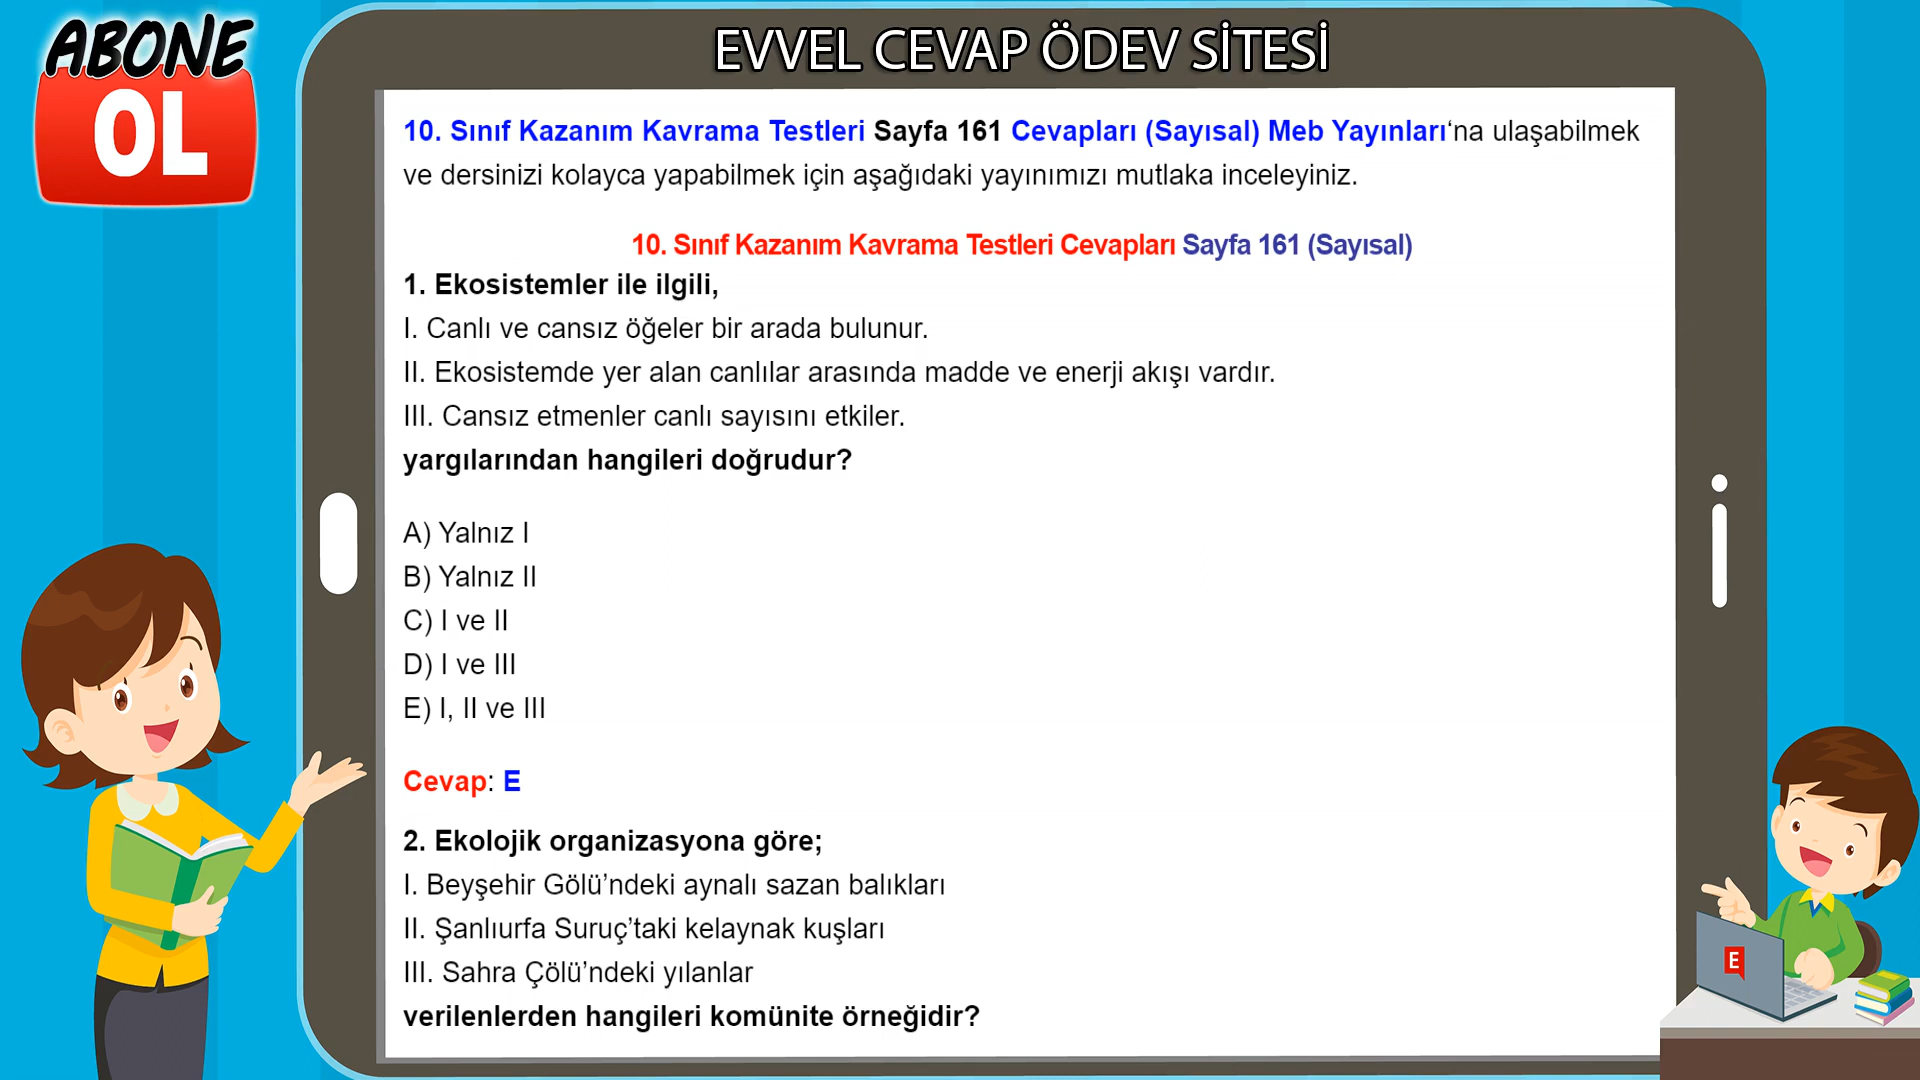 ABONE
OL
EVVEL CEVAP ÖDEV SİTESİ
10. Sınıf Kazanım Kavrama Testleri Sayfa 161 Cevapları (Sayısal) Meb Yayınları‘na ulaşabilmek
ve dersinizi kolayca yapabilmek için aşağıdaki yayınımızı mutlaka inceleyiniz.
10. Sınıf Kazanım Kavrama Testleri Cevapları Sayfa 161 (Sayısal)
1. Ekosistemler ile ilgili,
I. Canlı ve cansız öğeler bir arada bulunur.
II. Ekosistemde yer alan canlılar arasında madde ve enerji akışı vardır.
III. Cansız etmenler canlı sayısını etkiler.
yargılarından hangileri doğrudur?
A) Yalnız I
B) Yalnız II
C) I ve II
D) I ve III
E) I, II ve III
Cevap: E
2. Ekolojik organizasyona göre;
I. Beyşehir Gölü’ndeki aynalı sazan balıkları
II. Şanlıurfa Suruç’taki kelaynak kuşları
III. Sahra Çölü’ndeki yılanlar
verilenlerden hangileri komünite örneğidir?
E